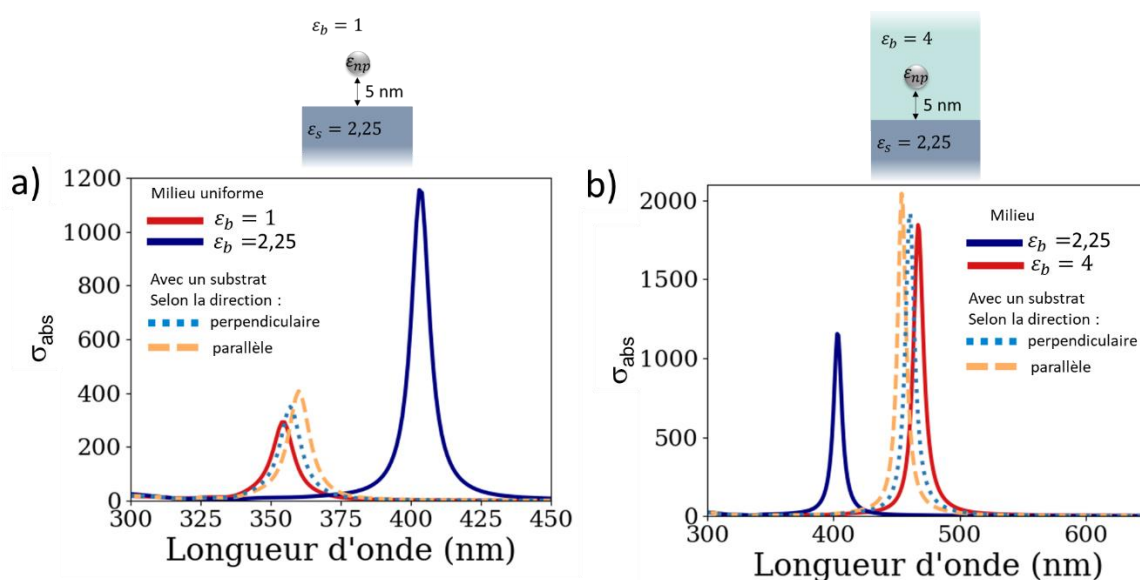 ε_b = 1
ε_np
5 nm
ε_s = 2,25
a)
Milieu uniforme
ε_b = 1
ε_b =2,25
Avec un substrat
Selon la direction :
perpendiculaire
parallèle
1200
1000
800
600
400
200
0
σabs
300 325 350 375 400 425 450
Longueur d'onde (nm)
ε_b = 4
ε_np
5 nm
ε_s = 2,25
b)
Milieu
ε_b =2,25
ε_b = 4
Avec un substrat
Selon la direction :
perpendiculaire
parallèle
2000
1500
1000
500
0
σabs
300 400 500 600
Longueur d'onde (nm)